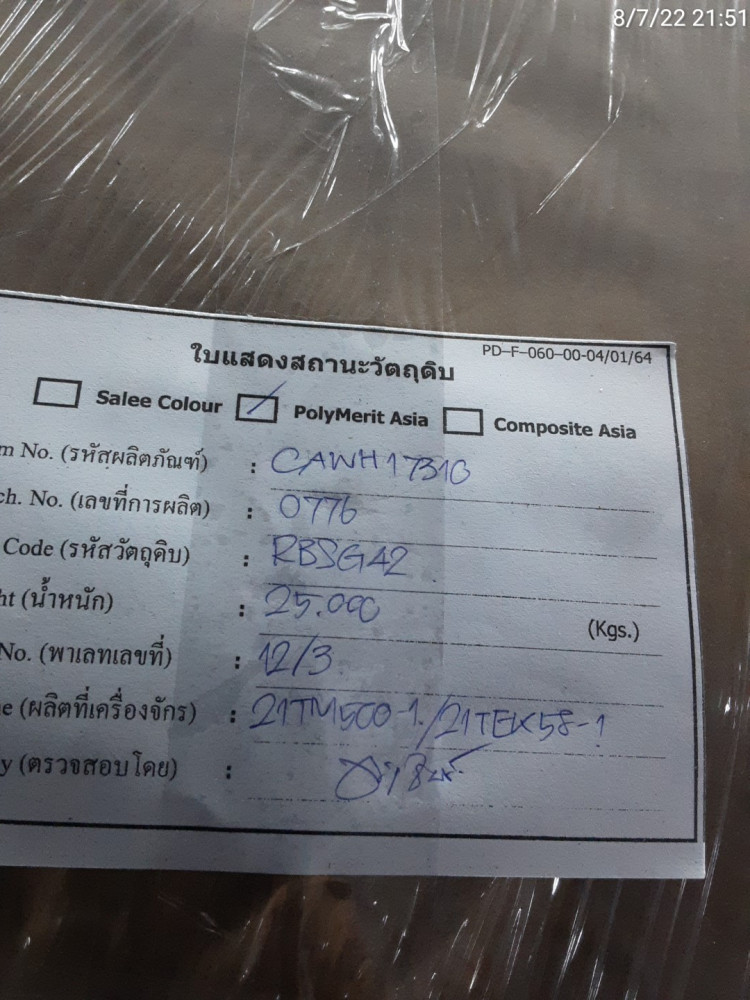 8/7/22 21:51
ใบแสดงสถานะวัตถุดิบ PD-F-060-00-04/01/64
Salee Colour PolyMerit Asia Composite Asia
m No. (รหัสผลิตภัณฑ์) : CAWH17310
ch. No. (เลขที่การผลิต) : 0776
Code (รหัสวัตถุดิบ) : RBSG42
ht (น้ำหนัก) : 25.000 (Kgs.)
No. (พาเลทเลขที่) : 12/3
e (ผลิตที่เครื่องจักร) : 21TM500-1/21TEK58-1
y (ตรวจสอบโดย) :